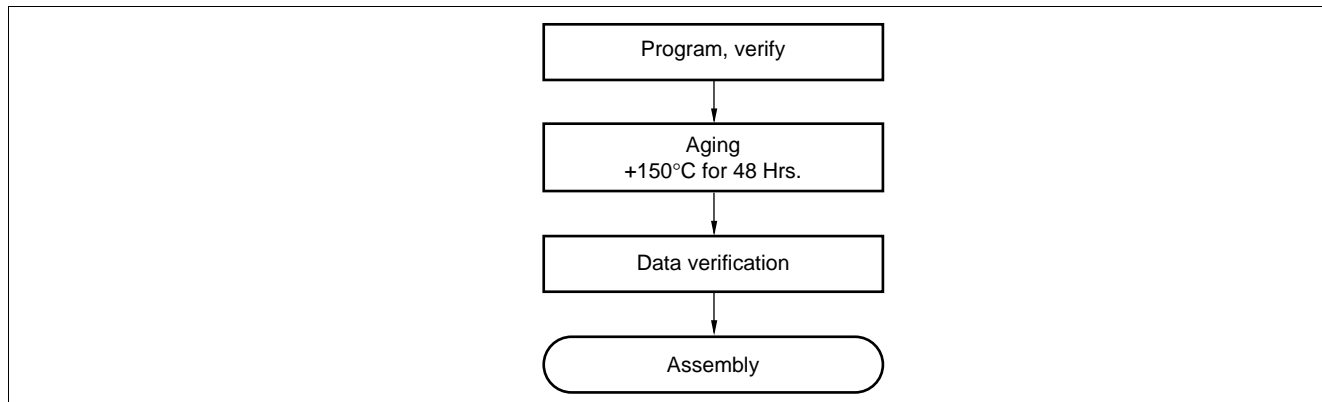 Program, verify
Aging
+150°C for 48 Hrs.
Data verification
Assembly